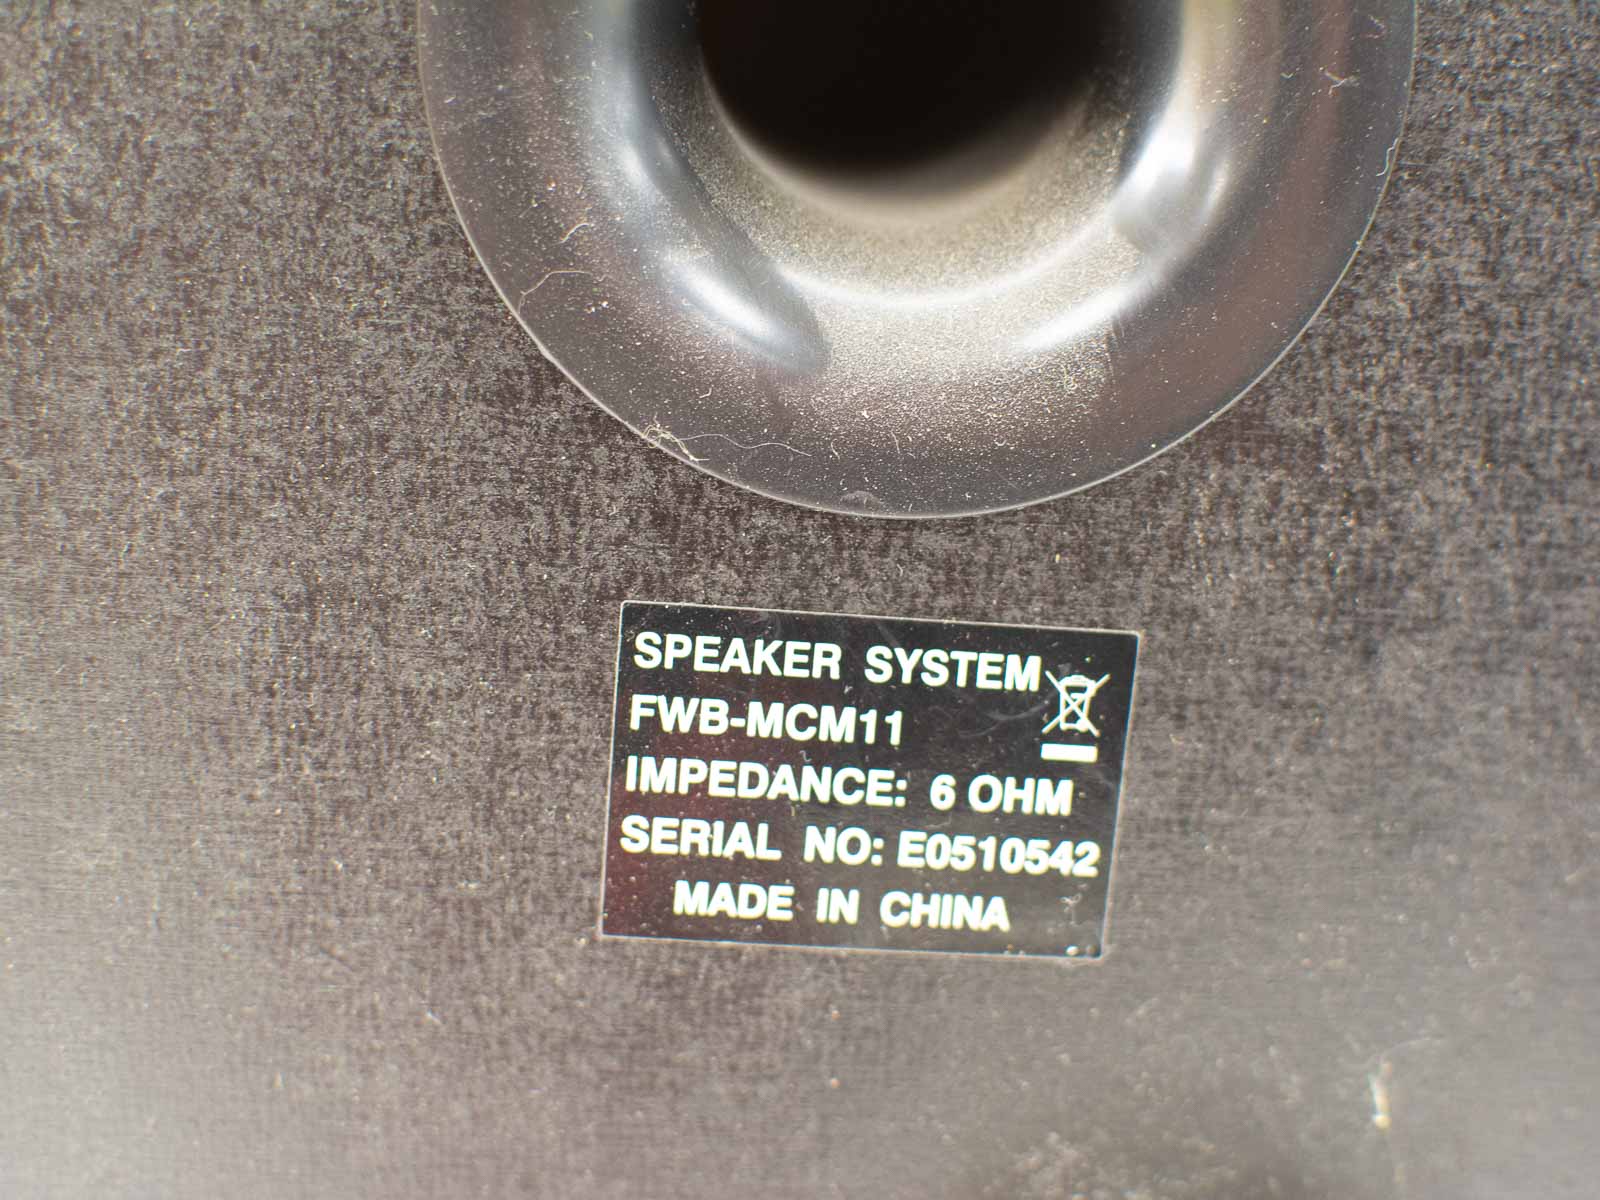 SPEAKER SYSTEM
FWB-MCM11
IMPEDANCE: 6 OHM
SERIAL NO: E0510542
MADE IN CHINA